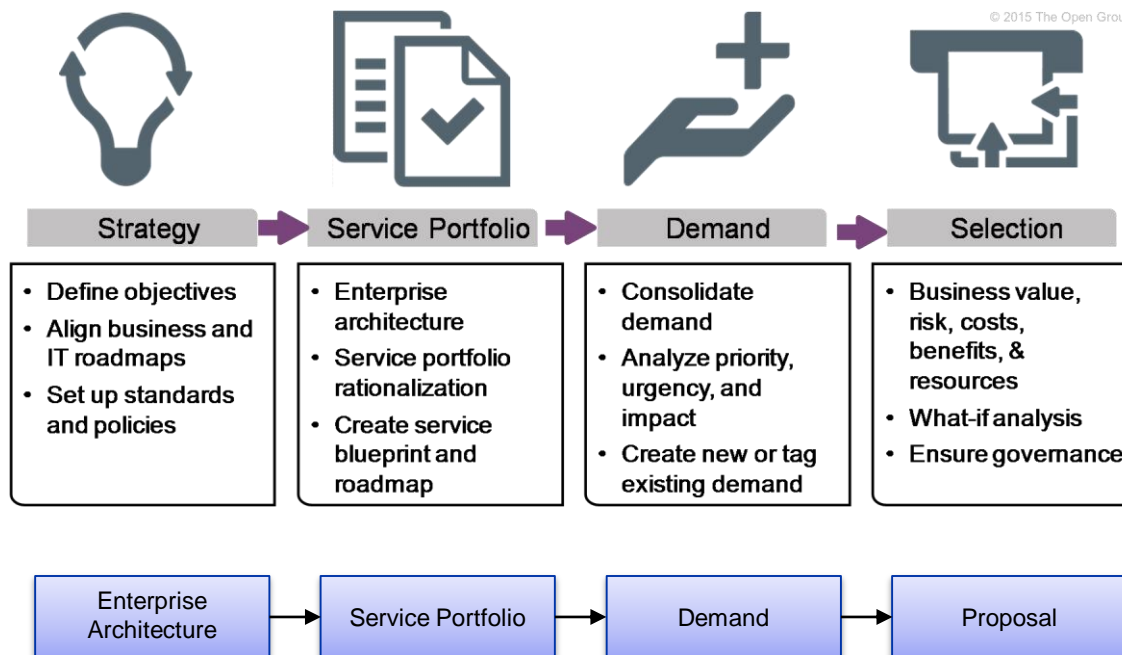 © 2015 The Open Grou
Strategy
Service Portfolio
Demand
Selection
• Define objectives
• Align business and
IT roadmaps
• Set up standards
and policies
• Enterprise
architecture
• Service portfolio
rationalization
• Create service
blueprint and
roadmap
• Consolidate
demand
• Analyze priority,
urgency, and
impact
• Create new or tag
existing demand
• Business value,
risk, costs,
benefits, &
resources
• What-if analysis
• Ensure governance
Enterprise
Architecture
Service Portfolio
Demand
Proposal